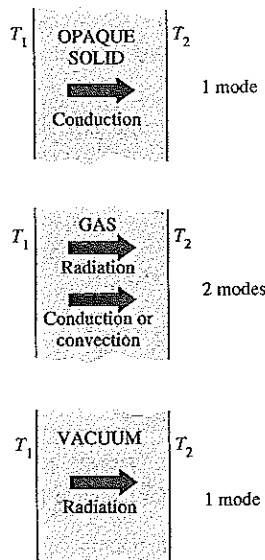 T1 OPAQUE T2
SOLID
1 mode
Conduction
GAS
T1 T2
Radiation
2 modes
Conduction or
convection
VACUUM
T1 T2
Radiation
1 mode